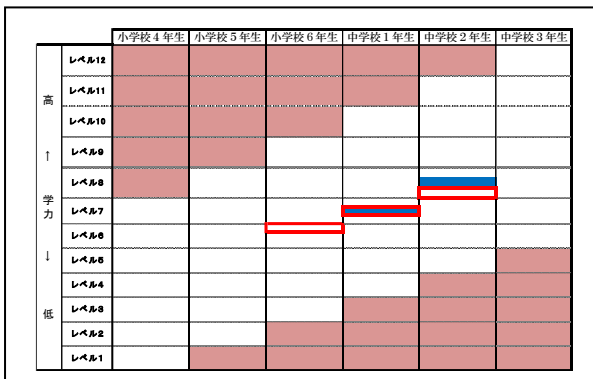 小学校４年生 小学校５年生 小学校６年生 中学校１年生 中学校２年生 中学校３年生
高
↑
学
力
↓
低
レベル12
レベル11
レベル10
レベル9
レベル8
レベル7
レベル6
レベル5
レベル4
レベル3
レベル2
レベル1